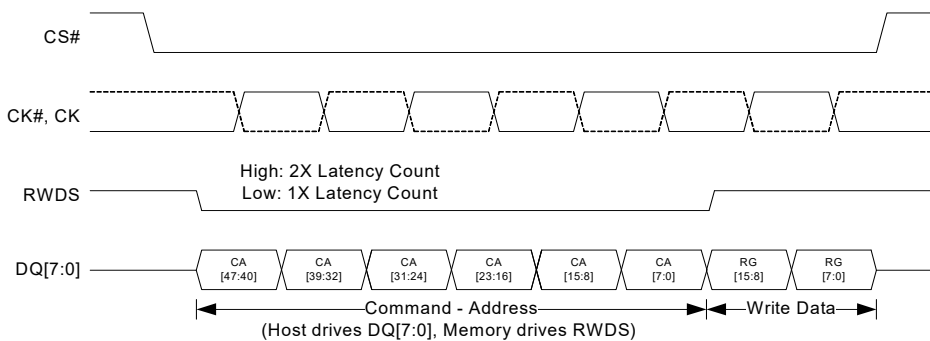 CS#
CK#, CK
High: 2X Latency Count
Low: 1X Latency Count
RWDS
DQ[7:0]
CA CA CA CA CA CA RG RG
[47:40] [39:32] [31:24] [23:16] [15:8] [7:0] [15:8] [7:0]
Command - Address Write Data
(Host drives DQ[7:0], Memory drives RWDS)